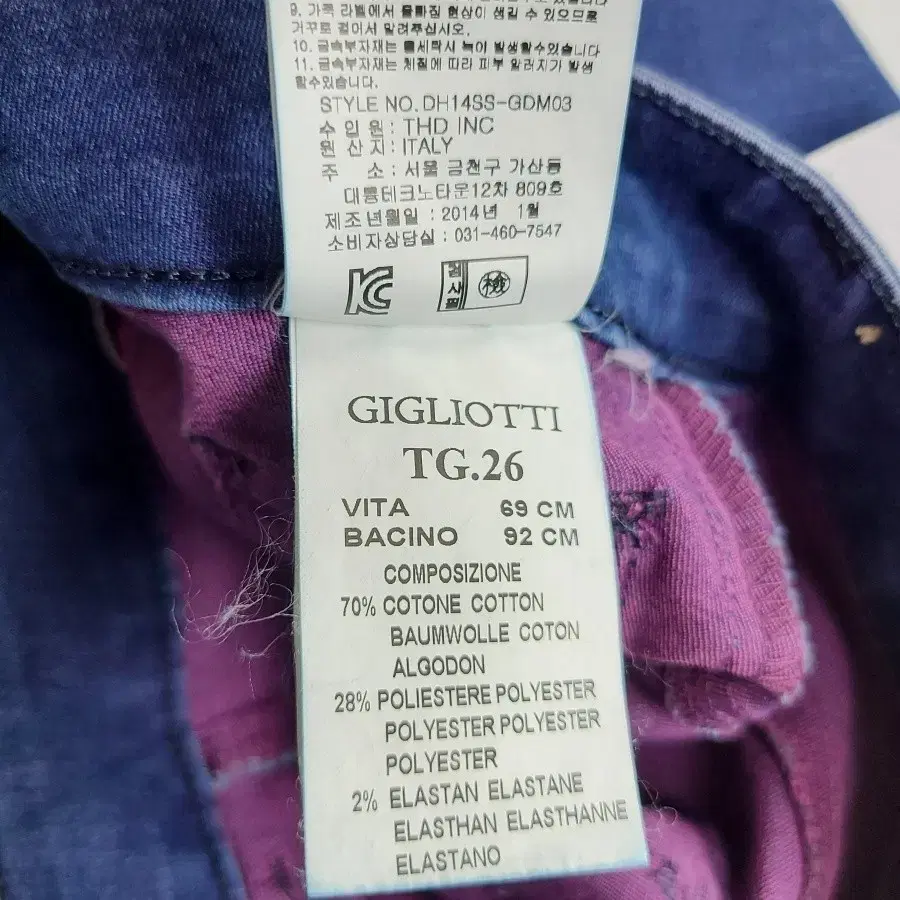 9. 가죽 라벨에서 물빠짐 현상이 생길 수 있으므로
거꾸로 걸어서 말려주십시오.
10. 금속부자재는 물세탁시 녹이 발생할수있습니다
11. 금속부자재는 체질에 따라 피부 알러지가 발생
할수있습니다.
STYLE NO. DH14SS-GDM03
수 입 원 : THD INC
원 산 지 : ITALY
주 소 : 서울 금천구 가산동
대륭테크노타운12차 809호
제조년월일 : 2014년 1월
소비자상담실 : 031-460-7547
검사필 檢
GIGLIOTTI
TG.26
VITA 69 CM
BACINO 92 CM
COMPOSIZIONE
70% COTONE COTTON
BAUMWOLLE COTON
ALGODON
28% POLIESTERE POLYESTER
POLYESTER POLYESTER
POLYESTER
2% ELASTAN ELASTANE
ELASTHAN ELASTHANNE
ELASTANO